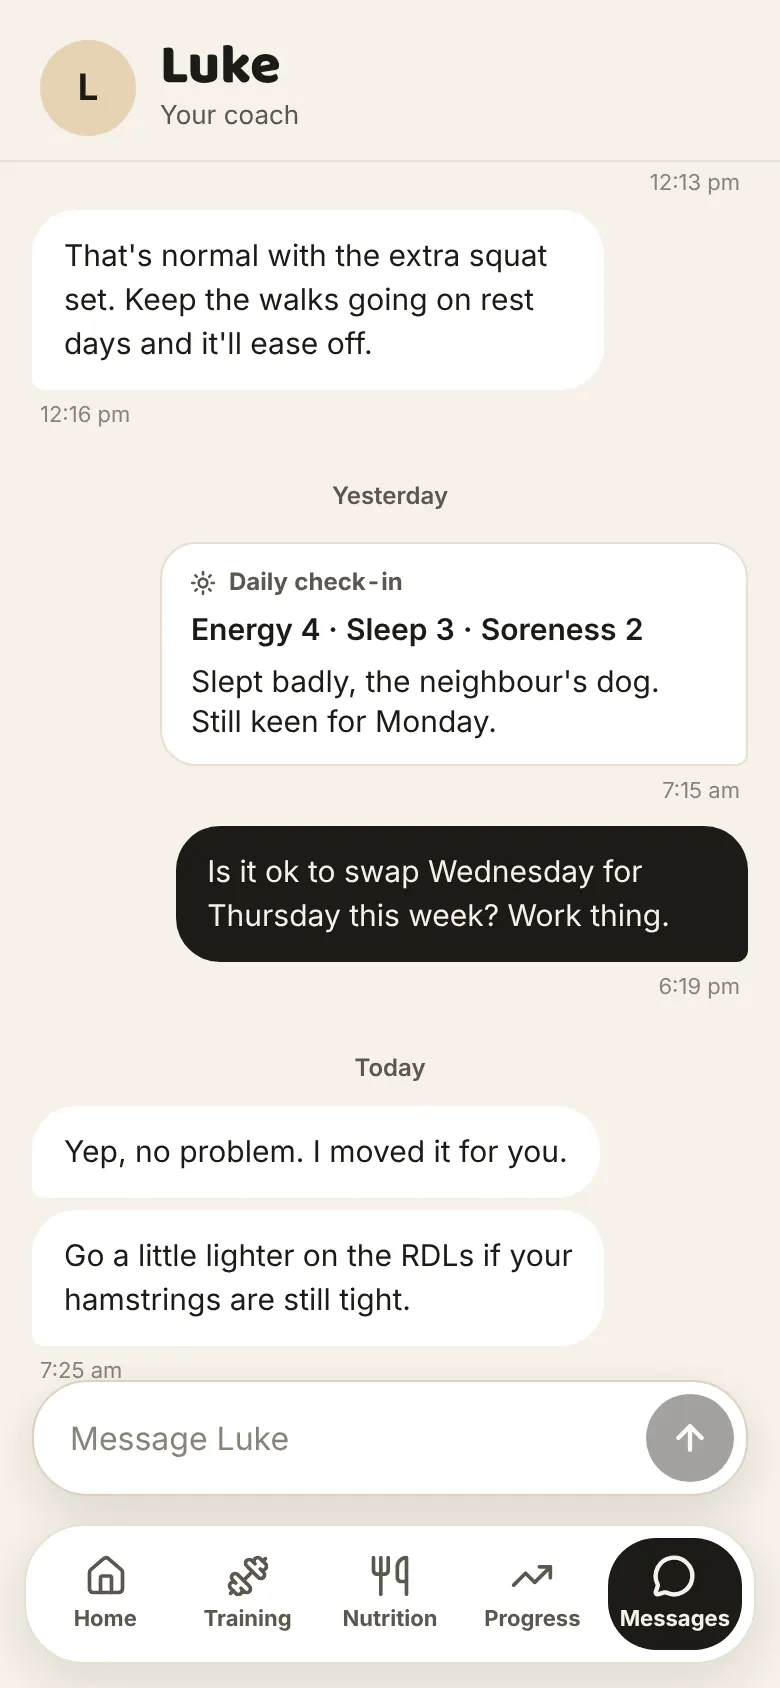 L
Luke
Your coach
12:13 pm
That's normal with the extra squat
set. Keep the walks going on rest
days and it'll ease off.
12:16 pm
Yesterday
Daily check-in
Energy 4 · Sleep 3 · Soreness 2
Slept badly, the neighbour's dog.
Still keen for Monday.
7:15 am
Is it ok to swap Wednesday for
Thursday this week? Work thing.
6:19 pm
Today
Yep, no problem. I moved it for you.
Go a little lighter on the RDLs if your
hamstrings are still tight.
7:25 am
Message Luke
Home Training Nutrition Progress Messages